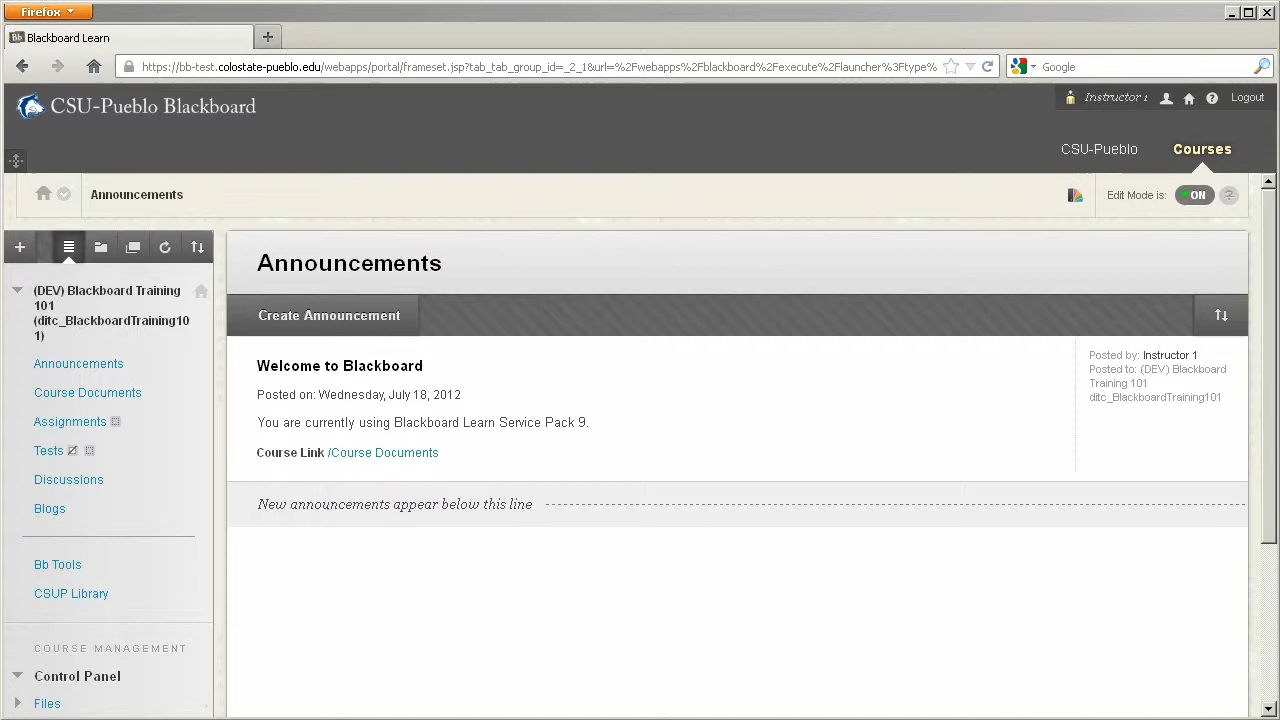 Firefox
Blackboard Learn
https://bb-test.colostate-pueblo.edu/webapps/portal/frameset.jsp?tab_tab_group_id=_2_1&url=%2Fwebapps%2Fblackboard%2Fexecute%2Flauncher%3Ftype%
Google
CSU-Pueblo Blackboard
Instructor 1
Logout
CSU-Pueblo
Courses
Announcements
Edit Mode is:
ON
Announcements
(DEV) Blackboard Training
101
(ditc_BlackboardTraining10
1)
Announcements
Course Documents
Assignments
Tests
Discussions
Blogs
Bb Tools
CSUP Library
COURSE MANAGEMENT
Control Panel
Files
Create Announcement
Welcome to Blackboard
Posted on: Wednesday, July 18, 2012
You are currently using Blackboard Learn Service Pack 9.
Course Link /Course Documents
Posted by: Instructor 1
Posted to: (DEV) Blackboard
Training 101
ditc_BlackboardTraining101
New announcements appear below this line